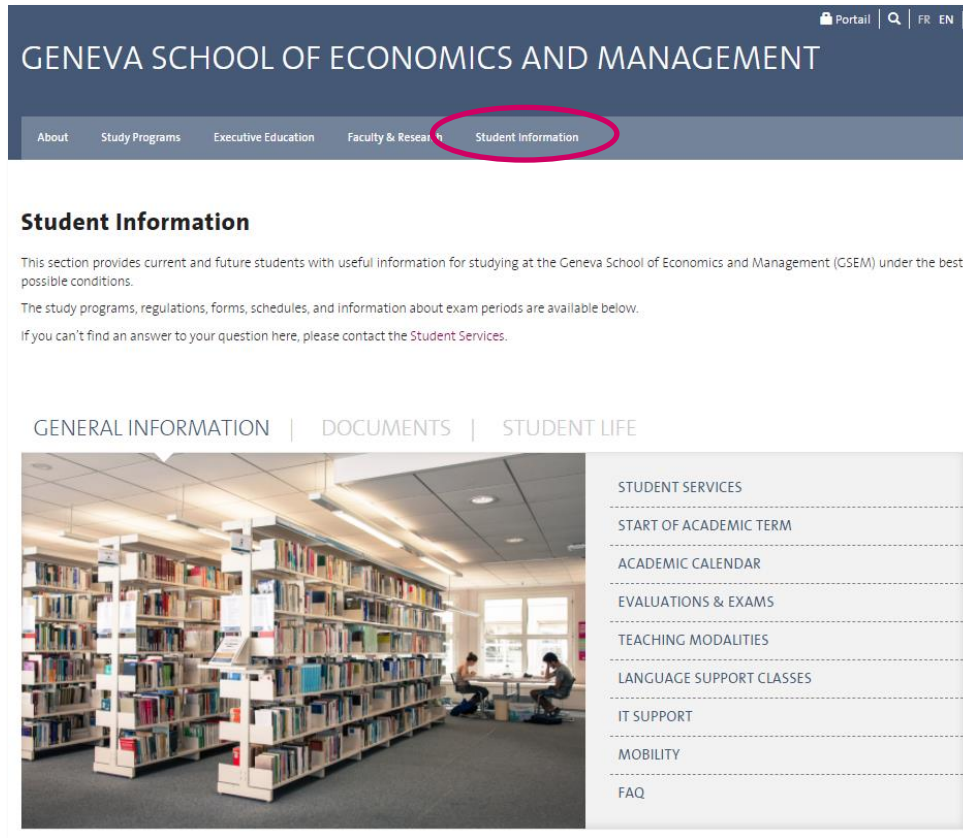 Portail | FR EN
GENEVA SCHOOL OF ECONOMICS AND MANAGEMENT
About Study Programs Executive Education Faculty & Research Student Information
Student Information
This section provides current and future students with useful information for studying at the Geneva School of Economics and Management (GSEM) under the best
possible conditions.
The study programs, regulations, forms, schedules, and information about exam periods are available below.
If you can't find an answer to your question here, please contact the Student Services.
GENERAL INFORMATION | DOCUMENTS | STUDENT LIFE
STUDENT SERVICES
START OF ACADEMIC TERM
ACADEMIC CALENDAR
EVALUATIONS & EXAMS
TEACHING MODALITIES
LANGUAGE SUPPORT CLASSES
IT SUPPORT
MOBILITY
FAQ